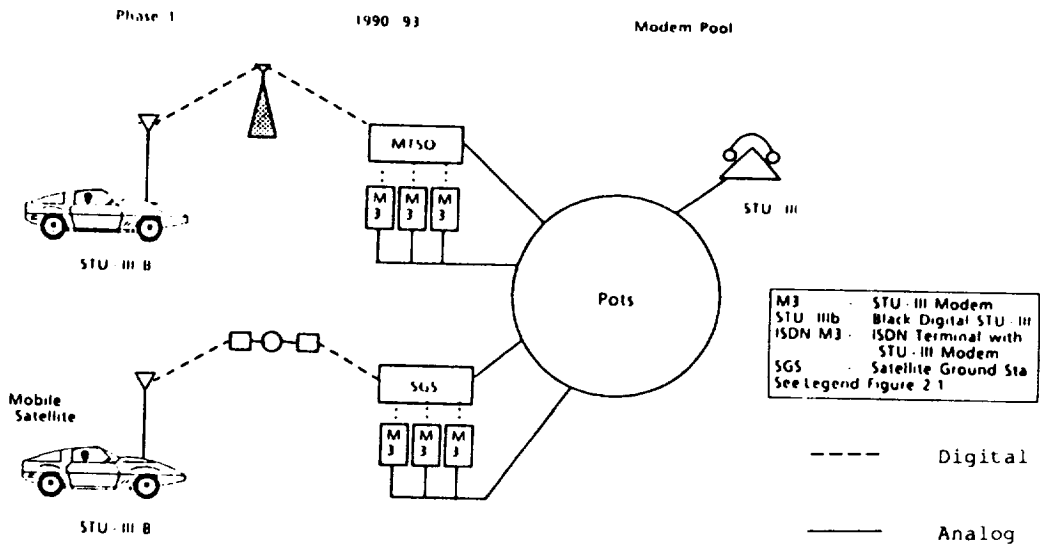 Phase 1
1990 93
Modem Pool
MTSO
M 3
M 3
M 3
STU · III B
STU III
Pots
M3 · STU · III Modem
STU IIIb Black Digital STU · III
ISDN M3 · ISDN Terminal with
STU · III Modem
SGS · Satellite Ground Sta
See Legend Figure 2.1
SGS
M 3
M 3
M 3
Mobile
Satellite
STU · III B
Digital
Analog